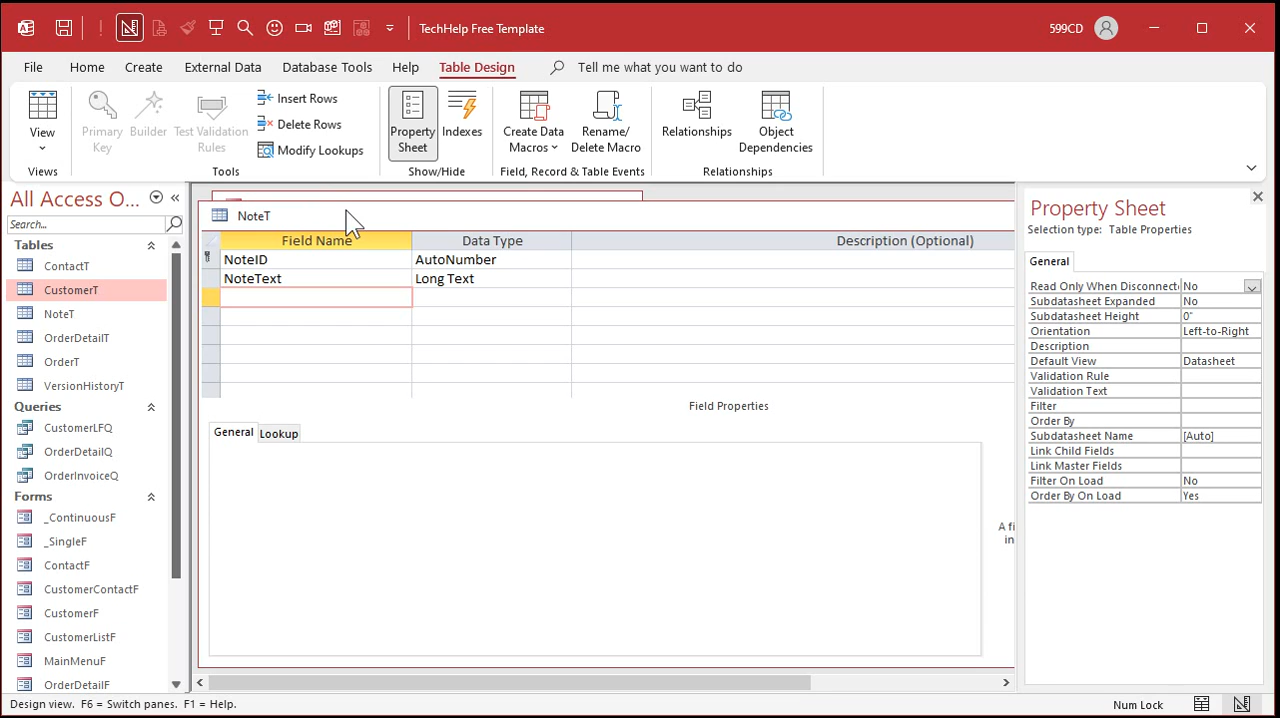 TechHelp Free Template
599CD
File Home Create External Data Database Tools Help Table Design Tell me what you want to do
View
Primary Key
Builder
Test Validation Rules
Insert Rows
Delete Rows
Modify Lookups
Property Sheet
Indexes
Create Data Macros
Rename/ Delete Macro
Relationships
Object Dependencies
Views
Tools
Show/Hide
Field, Record & Table Events
Relationships
All Access O...
Search...
Tables
ContactT
CustomerT
NoteT
OrderDetailT
OrderT
VersionHistoryT
Queries
CustomerLFQ
OrderDetailQ
OrderInvoiceQ
Forms
_ContinuousF
_SingleF
ContactF
CustomerContactF
CustomerF
CustomerListF
MainMenuF
OrderDetailF
NoteT
Field Name Data Type Description (Optional)
NoteID AutoNumber
NoteText Long Text
Field Properties
General Lookup
A fi
in
Property Sheet
Selection type: Table Properties
General
Read Only When Disconnect No
Subdatasheet Expanded No
Subdatasheet Height 0"
Orientation Left-to-Right
Description
Default View Datasheet
Validation Rule
Validation Text
Filter
Order By
Subdatasheet Name [Auto]
Link Child Fields
Link Master Fields
Filter On Load No
Order By On Load Yes
Design view. F6 = Switch panes. F1 = Help.
Num Lock